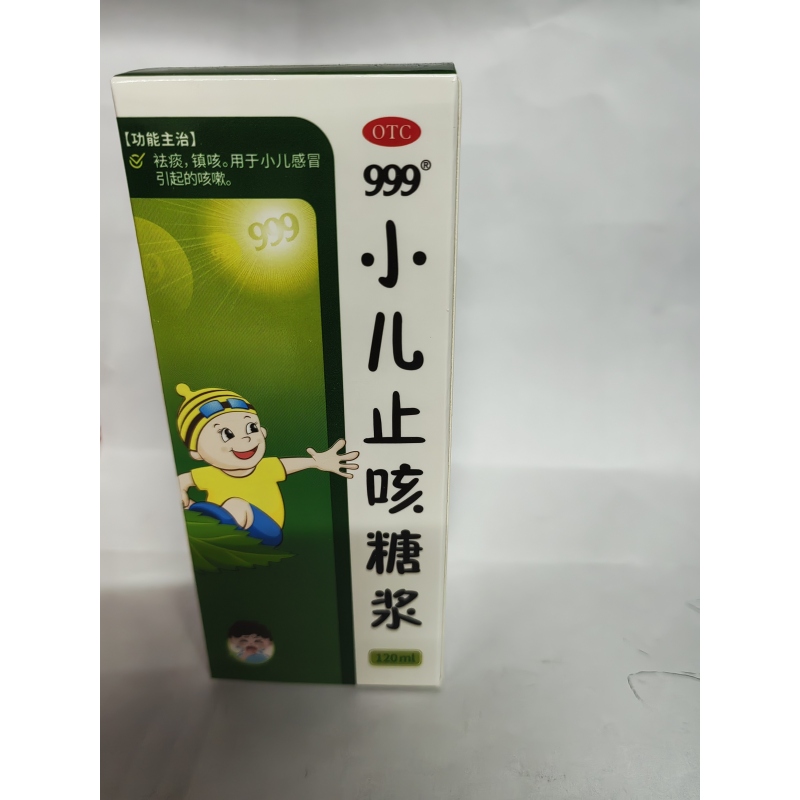 【功能主治】
祛痰，镇咳。用于小儿感冒
引起的咳嗽。
999
OTC
999®
小儿止咳糖浆
120ml